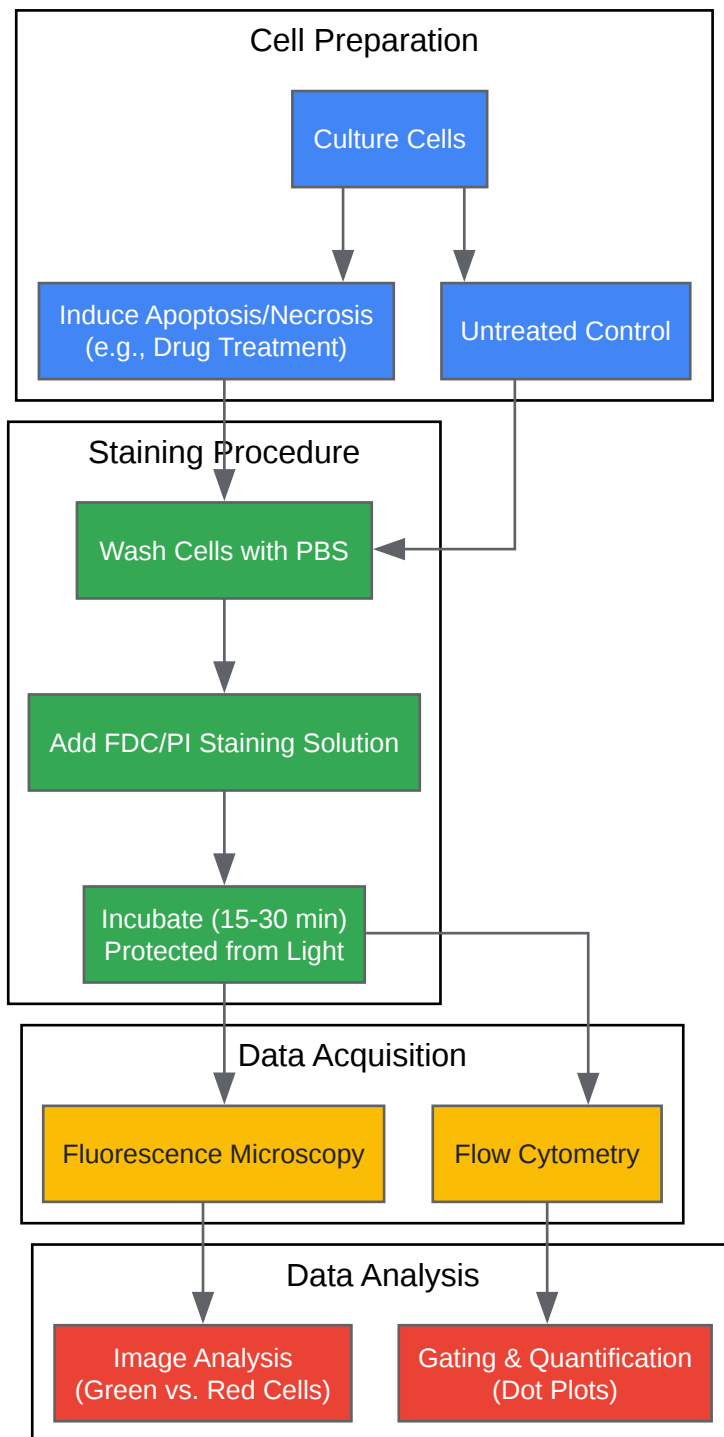 Cell Preparation
Culture Cells
Induce Apoptosis/Necrosis
(e.g., Drug Treatment)
Untreated Control
Staining Procedure
Wash Cells with PBS
Add FDC/PI Staining Solution
Incubate (15-30 min)
Protected from Light
Data Acquisition
Fluorescence Microscopy
Flow Cytometry
Data Analysis
Image Analysis
(Green vs. Red Cells)
Gating & Quantification
(Dot Plots)